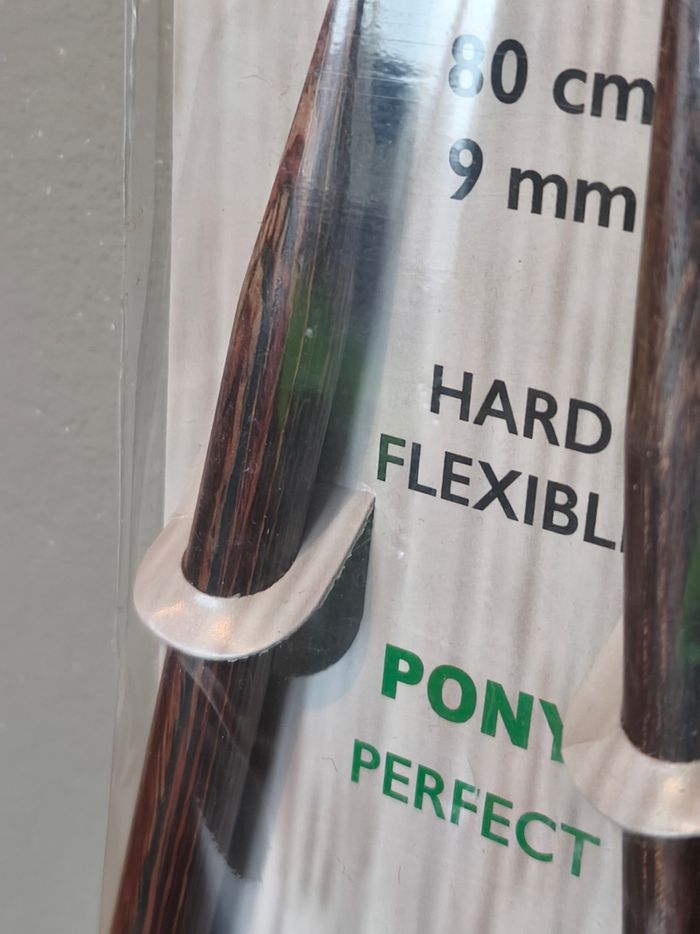 80 cm
9 mm
HARD
FLEXIBL
PONY
PERFECT